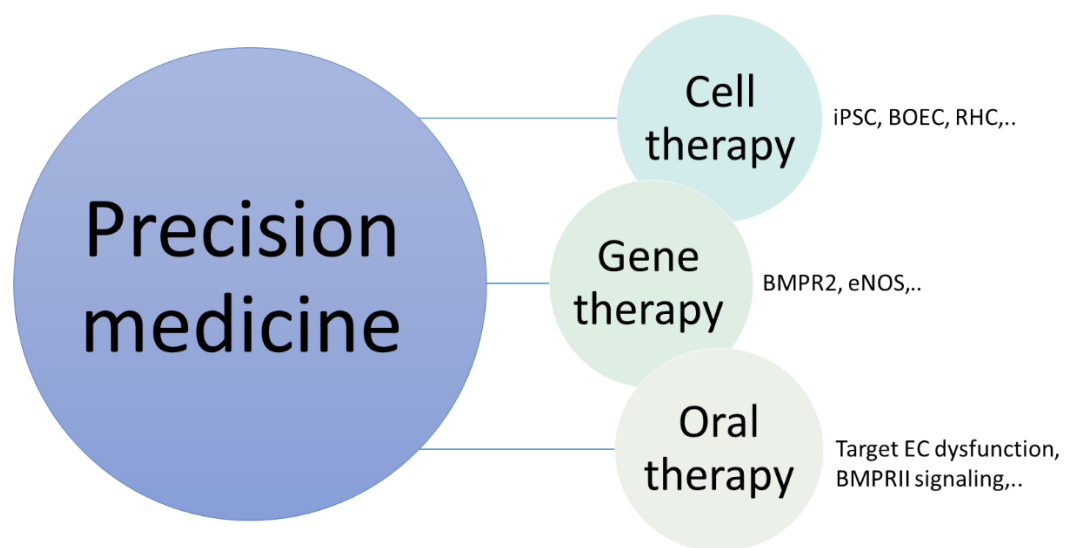 Precision
medicine
Cell
therapy
iPSC, BOEC, RHC,..
Gene
therapy
BMPR2, eNOS,..
Oral
therapy
Target EC dysfunction,
BMPRII signaling,..